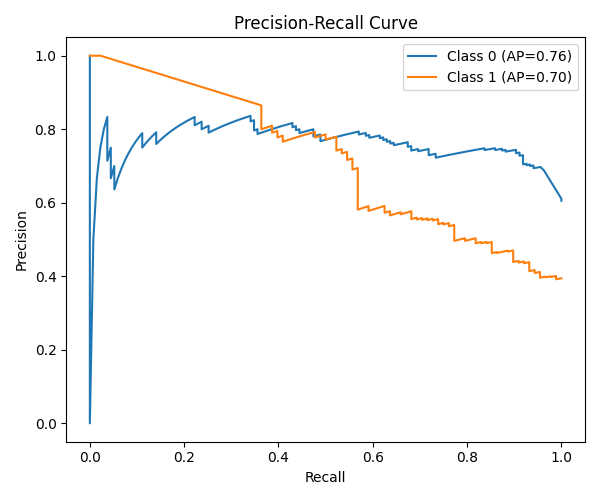 Precision-Recall Curve
Class 0 (AP=0.76)
Class 1 (AP=0.70)
Precision
1.0
0.8
0.6
0.4
0.2
0.0
0.0 0.2 0.4 0.6 0.8 1.0
Recall